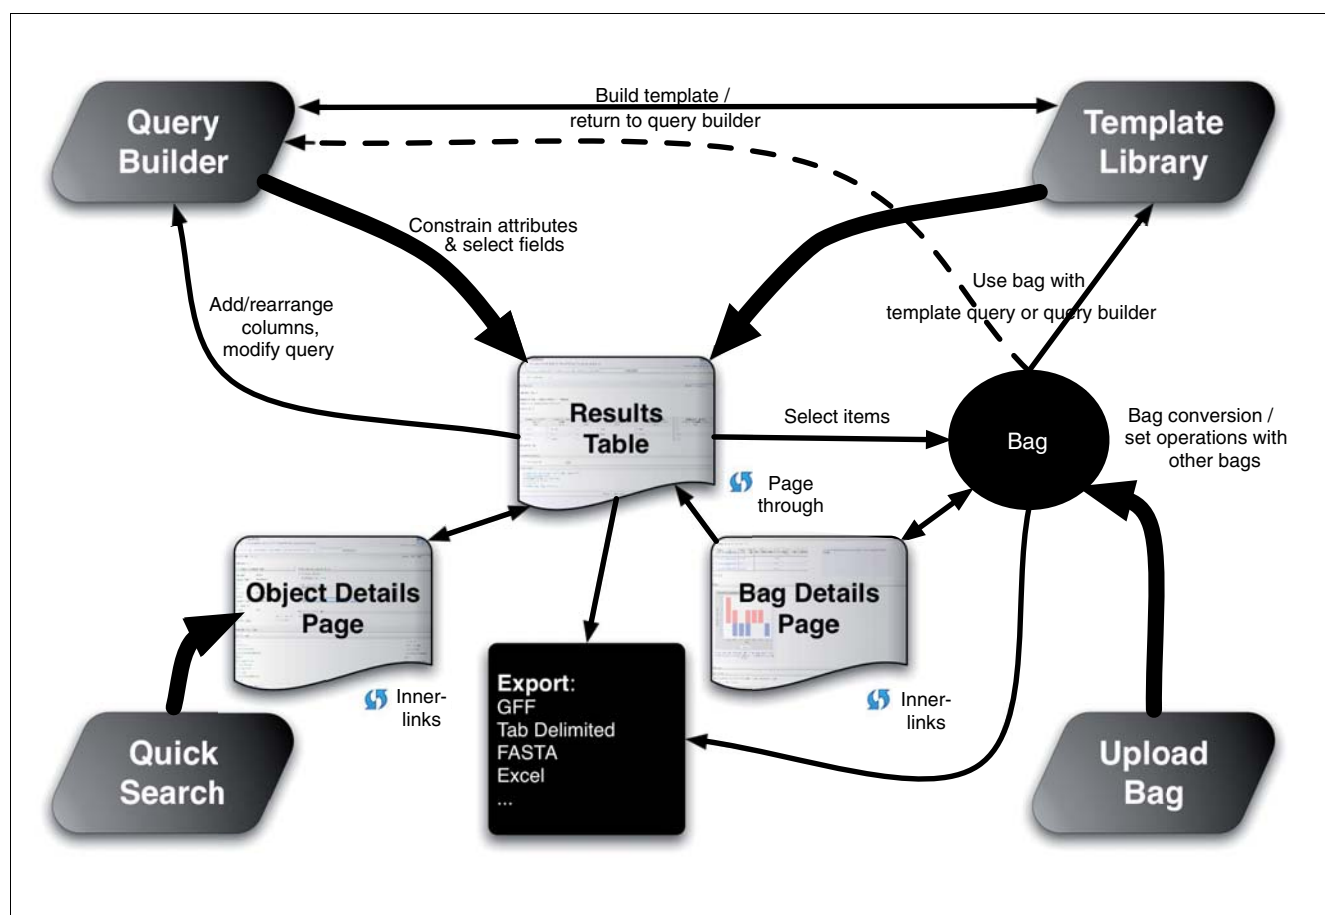 Query
Builder
Build template /
return to query builder
Template
Library
Constrain attributes
& select fields
Use bag with
template query or query builder
Add/rearrange
columns,
modify query
Results
Table
Select items
Bag
Bag conversion /
set operations with
other bags
Page
through
Object Details
Page
Bag Details
Page
Inner-
links
Export:
GFF
Tab Delimited
FASTA
Excel
...
Inner-
links
Quick
Search
Upload
Bag